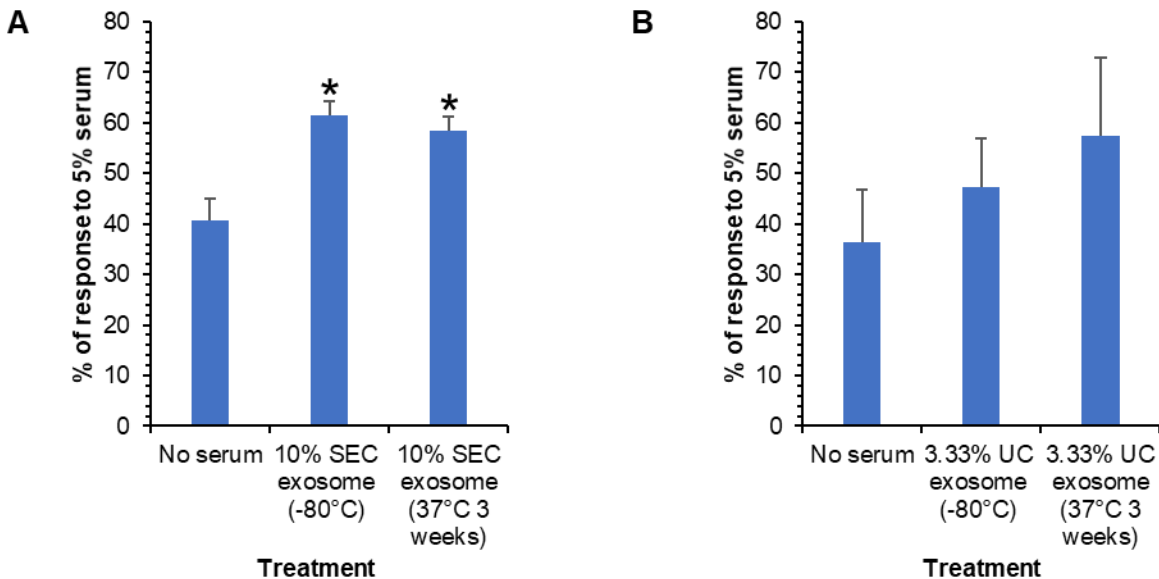 A
% of response to 5% serum
80
70
60
50
40
30
20
10
0
*
*
No serum
10% SEC
exosome
(-80°C)
10% SEC
exosome
(37°C 3
weeks)
Treatment
B
% of response to 5% serum
80
70
60
50
40
30
20
10
0
No serum
3.33% UC
exosome
(-80°C)
3.33% UC
exosome
(37°C 3
weeks)
Treatment